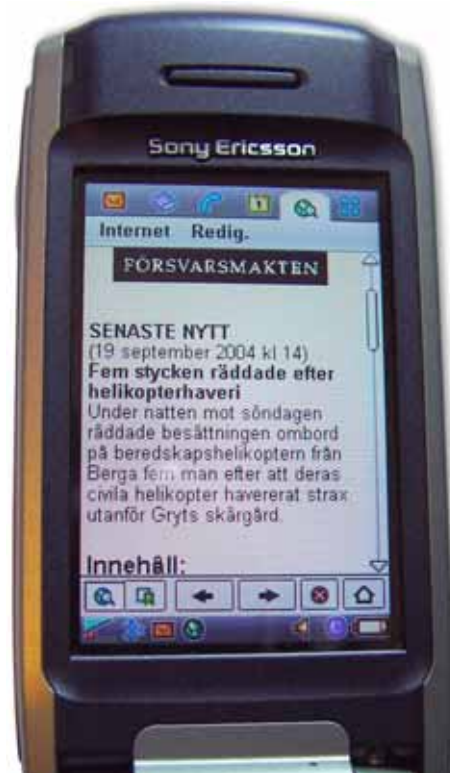 Sony Ericsson
1
Internet Redig.
FÖRSVARSMAKTEN
SENASTE NYTT
(19 september 2004 kl 14)
Fem stycken räddade efter
helikopterhaveri
Under natten mot söndagen
räddade besättningen ombord
på beredskapshelikoptern från
Berga fem man efter att deras
civila helikopter havererat strax
utanför Gryts skärgård.
Innehåll: